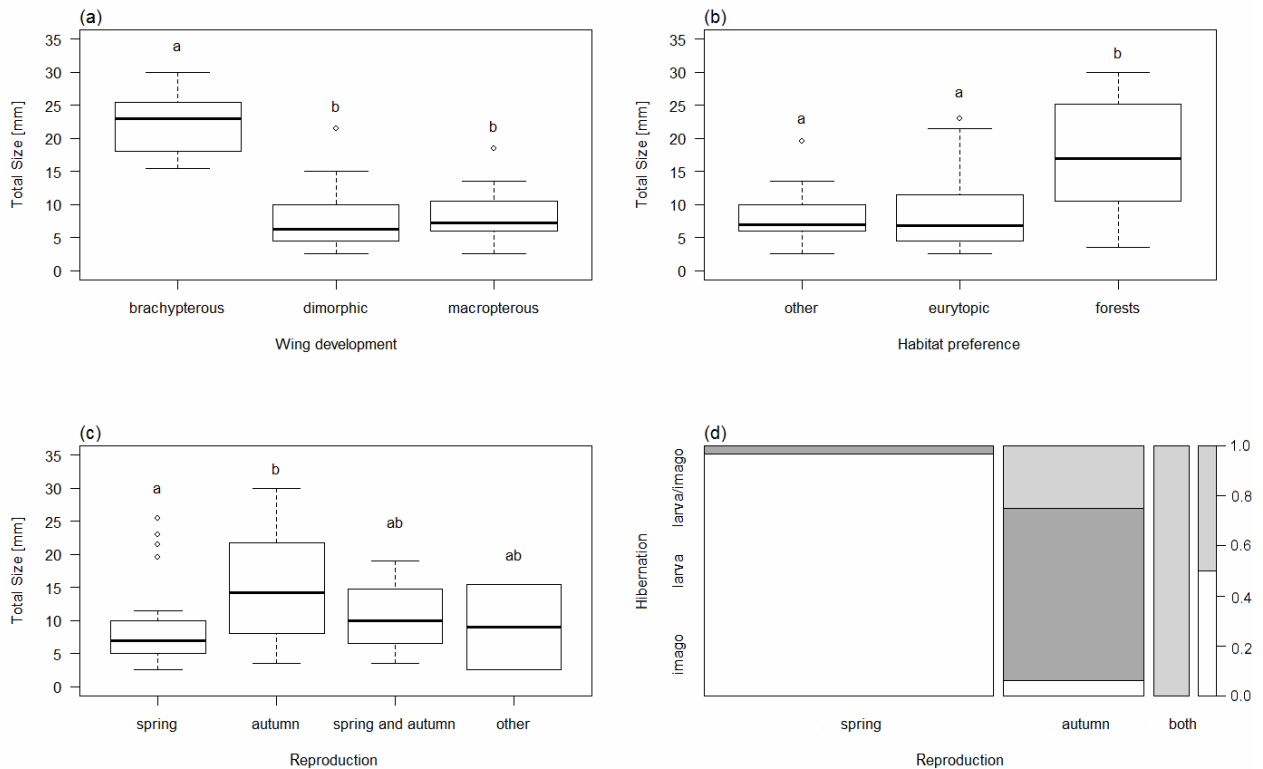 (a)
35
30
25
20
15
10
5
0
Total Size [mm]
a
b
b
brachypterous dimorphic macropterous
Wing development
(b)
35
30
25
20
15
10
5
0
Total Size [mm]
a
a
b
other eurytopic forests
Habitat preference
(c)
35
30
25
20
15
10
5
0
Total Size [mm]
a
b
ab
ab
spring autumn spring and autumn other
Reproduction
(d)
Hibernation
larva/imago
larva
imago
1.0
0.8
0.6
0.4
0.2
0.0
spring autumn both
Reproduction